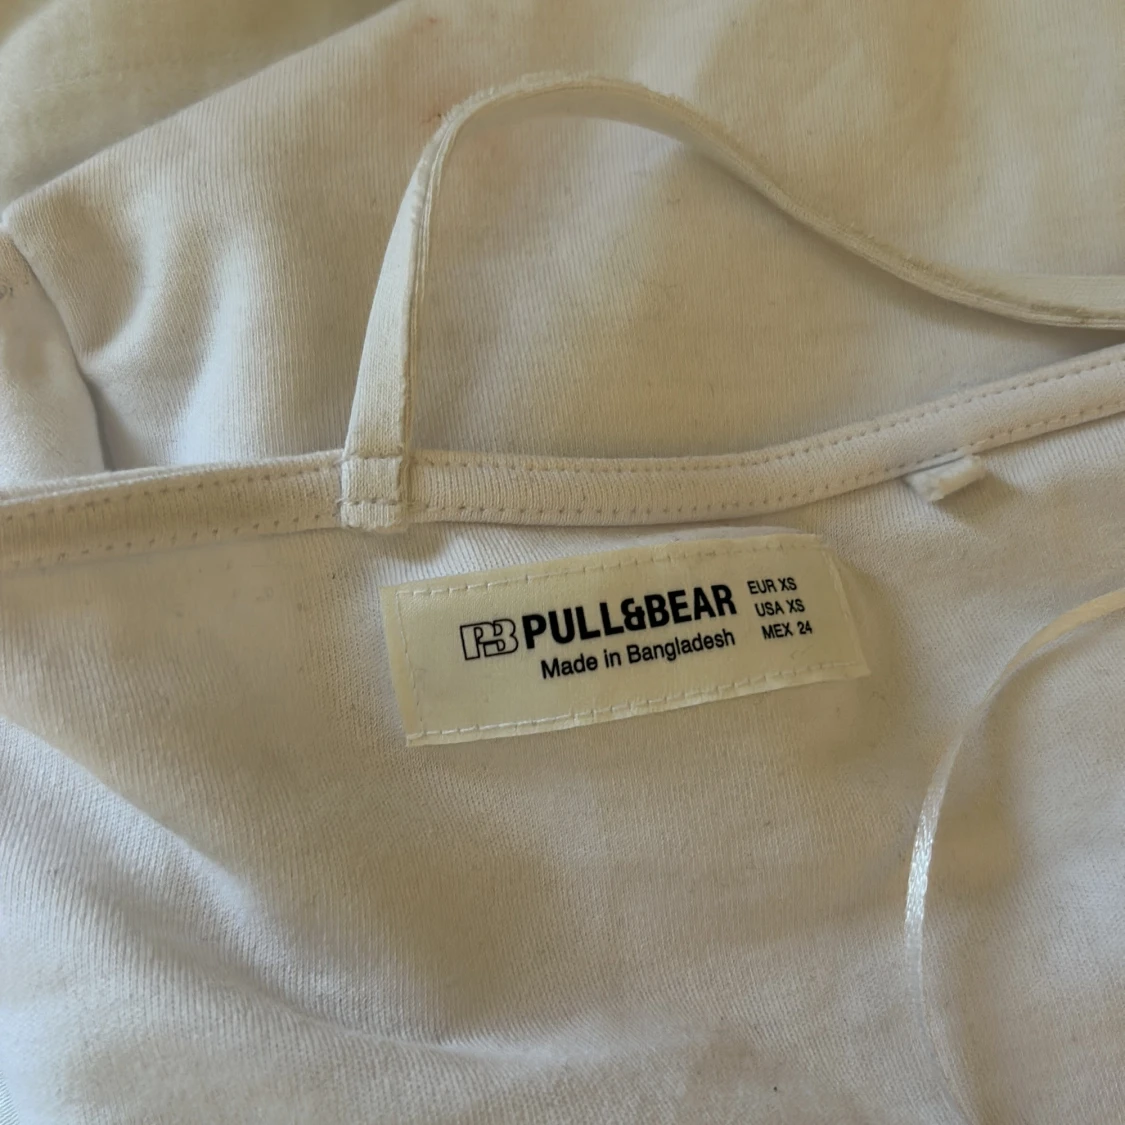 PB PULL&BEAR
Made in Bangladesh
EUR XS
USA XS
MEX 24